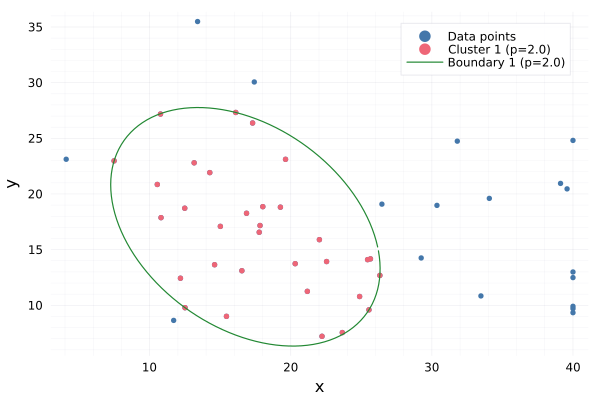 Data points
Cluster 1 (p=2.0)
Boundary 1 (p=2.0)
35
30
25
20
15
10
y
10 20 30 40
x